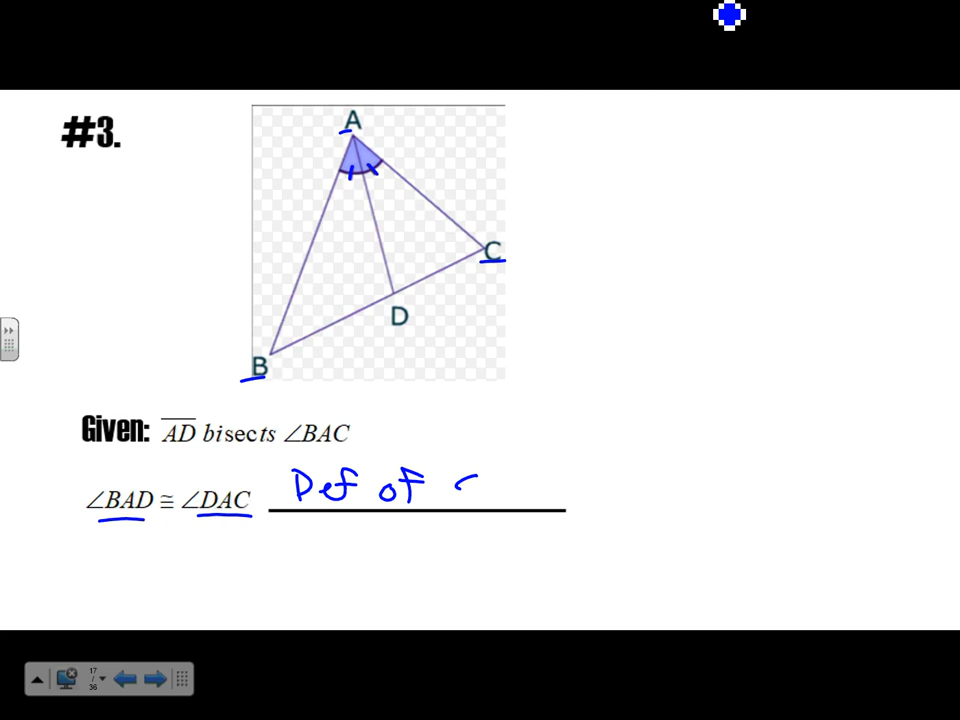 #3.
A
C
D
B
Given: AD bisects ∠BAC
∠BAD ≅ ∠DAC Def of
17
/
36